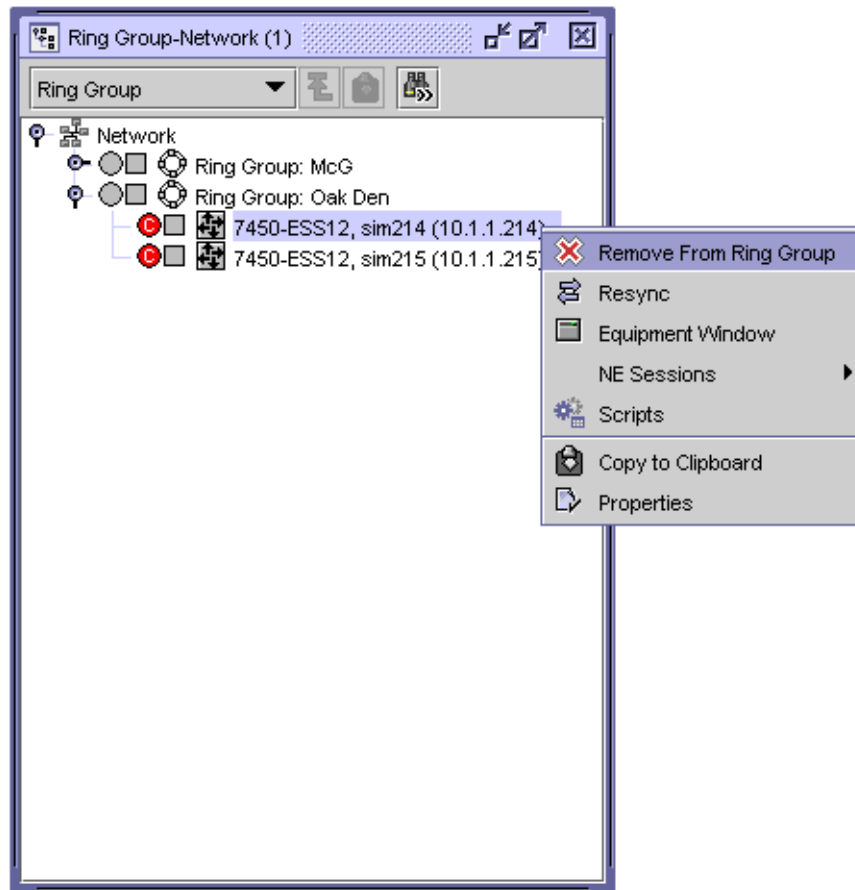 Ring Group-Network (1)
Ring Group
Network
Ring Group: McG
Ring Group: Oak Den
C 7450-ESS12, sim214 (10.1.1.214)
C 7450-ESS12, sim215 (10.1.1.215)
Remove From Ring Group
Resync
Equipment Window
NE Sessions
Scripts
Copy to Clipboard
Properties